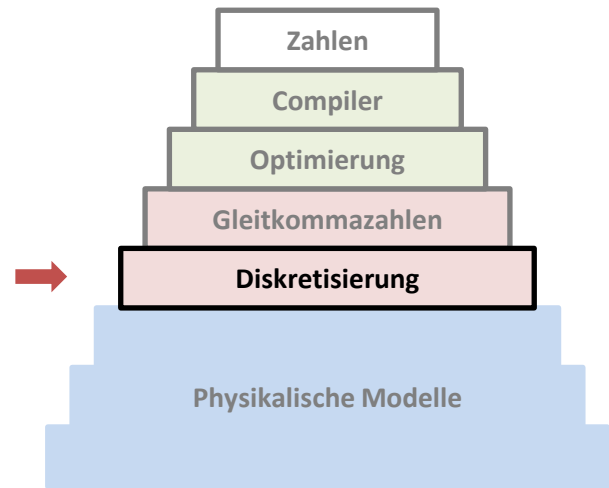 Zahlen
Compiler
Optimierung
Gleitkommazahlen
Diskretisierung
Physikalische Modelle